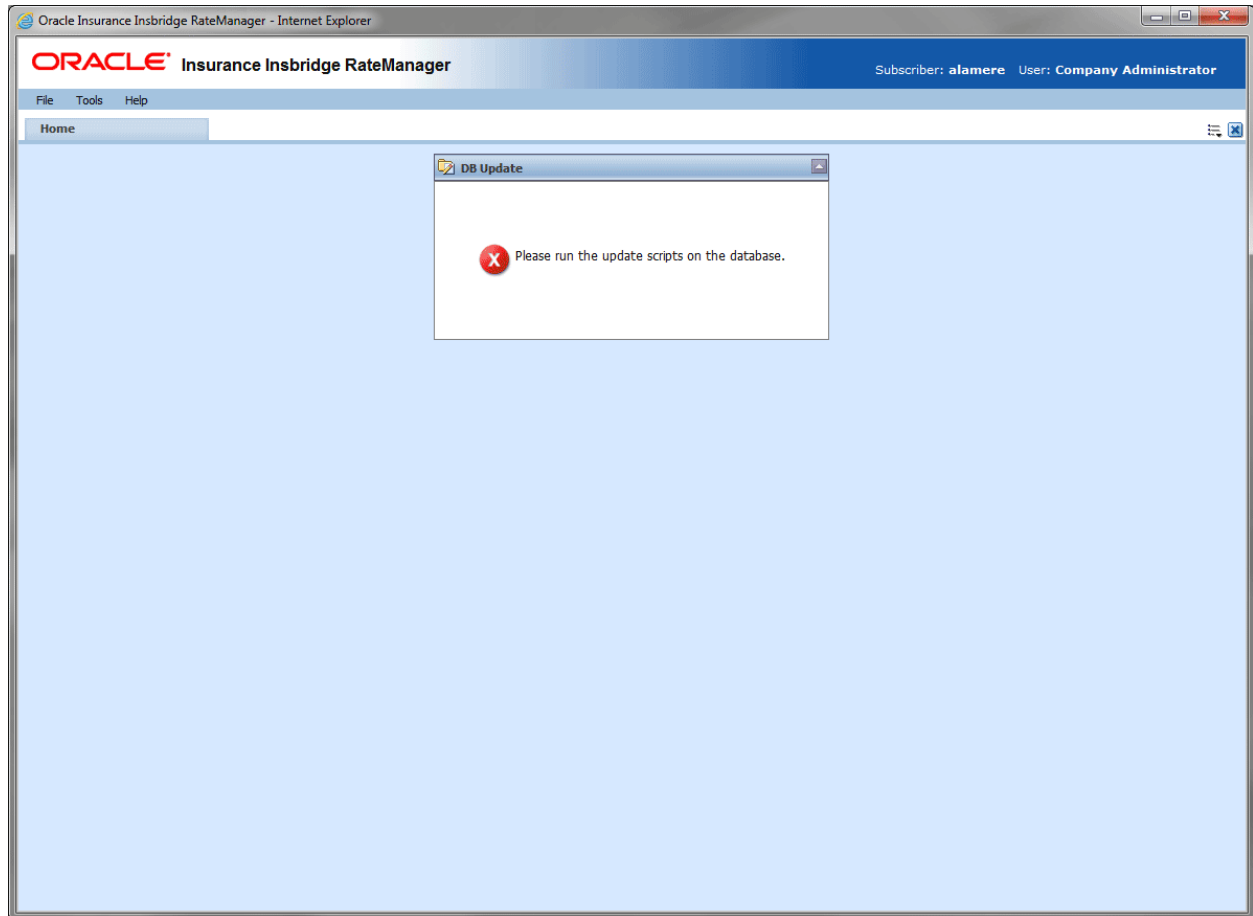 Oracle Insurance Insbridge RateManager - Internet Explorer
ORACLE® Insurance Insbridge RateManager
Subscriber: alamere User: Company Administrator
File Tools Help
Home
DB Update
Please run the update scripts on the database.